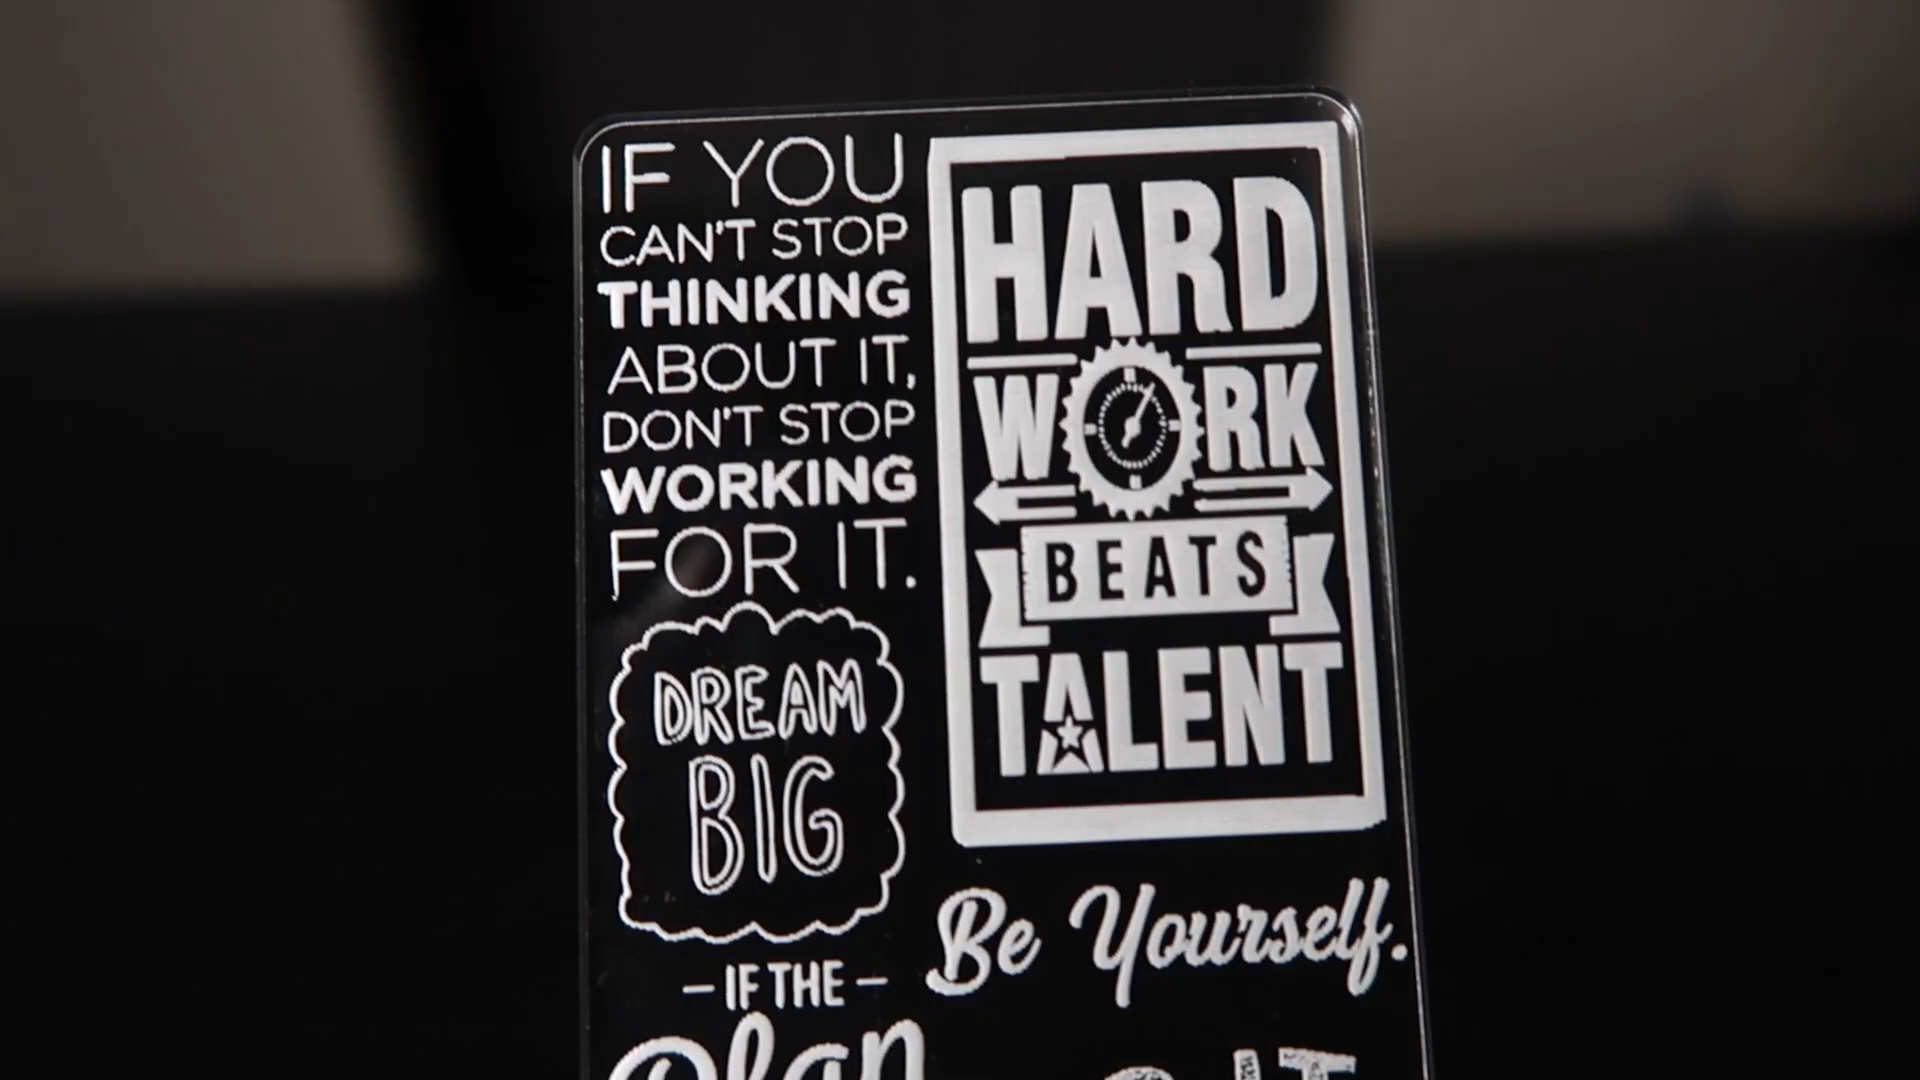 IF YOU
CAN'T STOP
THINKING
ABOUT IT,
DON'T STOP
WORKING
FOR IT.
DREAM
BIG
- IF THE -
Plan
HARD
WORK
BEATS
TALENT
Be Yourself.